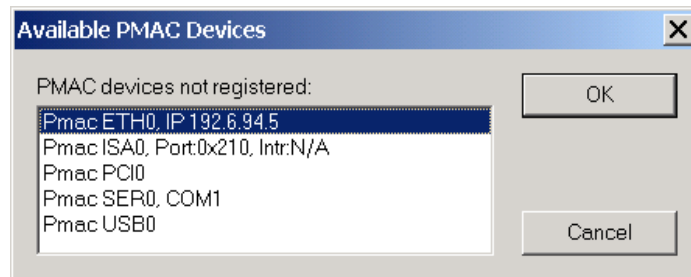 Available PMAC Devices
PMAC devices not registered:
Pmac ETH0, IP 192.6.94.5
Pmac ISA0, Port:0x210, Intr:N/A
Pmac PCI0
Pmac SER0, COM1
Pmac USB0
OK
Cancel